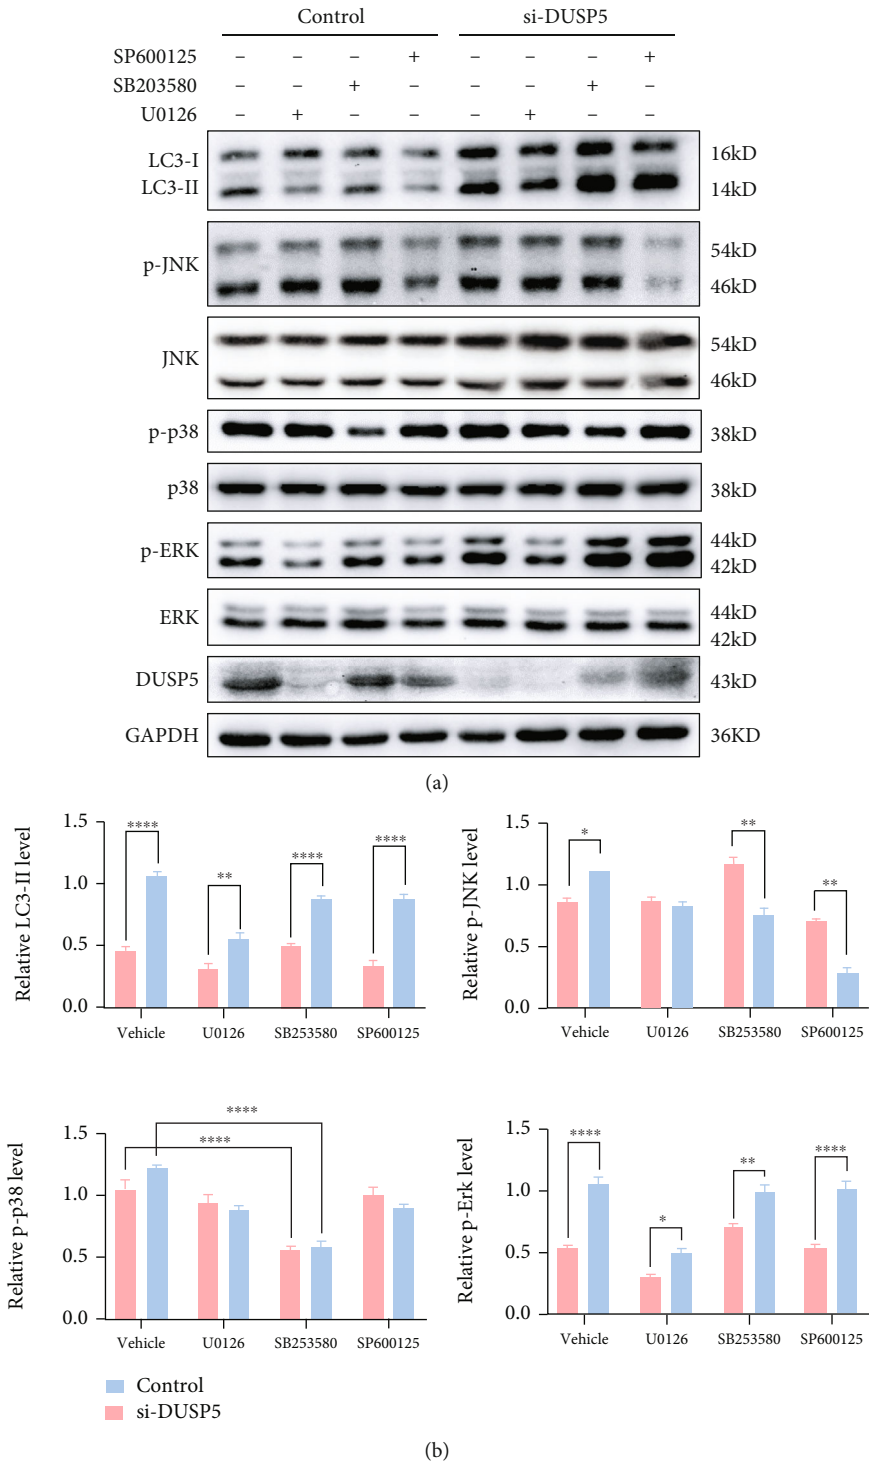 Control si-DUSP5
SP600125 – – – + – – – +
SB203580 – – + – – – + –
U0126 – + – – – + – –
LC3-I 16kD
LC3-II 14kD
p-JNK 54kD
46kD
JNK 54kD
46kD
p-p38 38kD
p38 38kD
p-ERK 44kD
42kD
ERK 44kD
42kD
DUSP5 43kD
GAPDH 36KD
(a)
Relative LC3-II level
1.5
1.0
0.5
0.0
**** ** **** ****
Vehicle U0126 SB253580 SP600125
Relative p-JNK level
1.5
1.0
0.5
0.0
* ** **
Vehicle U0126 SB253580 SP600125
Relative p-p38 level
1.5
1.0
0.5
0.0
****
****
Vehicle U0126 SB253580 SP600125
Relative p-Erk level
1.5
1.0
0.5
0.0
**** * ** ****
Vehicle U0126 SB253580 SP600125
Control
si-DUSP5
(b)